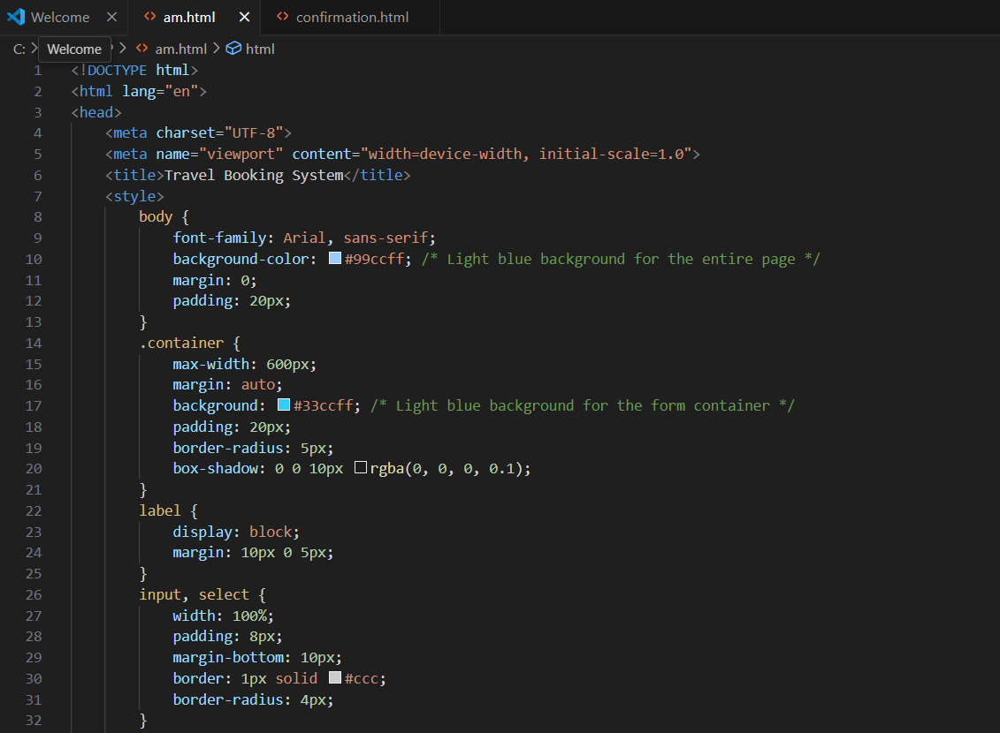 Welcome am.html confirmation.html
C: Welcome am.html html
1 <!DOCTYPE html>
2 <html lang="en">
3 <head>
4 <meta charset="UTF-8">
5 <meta name="viewport" content="width=device-width, initial-scale=1.0">
6 <title>Travel Booking System</title>
7 <style>
8 body {
9 font-family: Arial, sans-serif;
10 background-color: #99ccff; /* Light blue background for the entire page */
11 margin: 0;
12 padding: 20px;
13 }
14 .container {
15 max-width: 600px;
16 margin: auto;
17 background: #33ccff; /* Light blue background for the form container */
18 padding: 20px;
19 border-radius: 5px;
20 box-shadow: 0 0 10px rgba(0, 0, 0, 0.1);
21 }
22 label {
23 display: block;
24 margin: 10px 0 5px;
25 }
26 input, select {
27 width: 100%;
28 padding: 8px;
29 margin-bottom: 10px;
30 border: 1px solid #ccc;
31 border-radius: 4px;
32 }